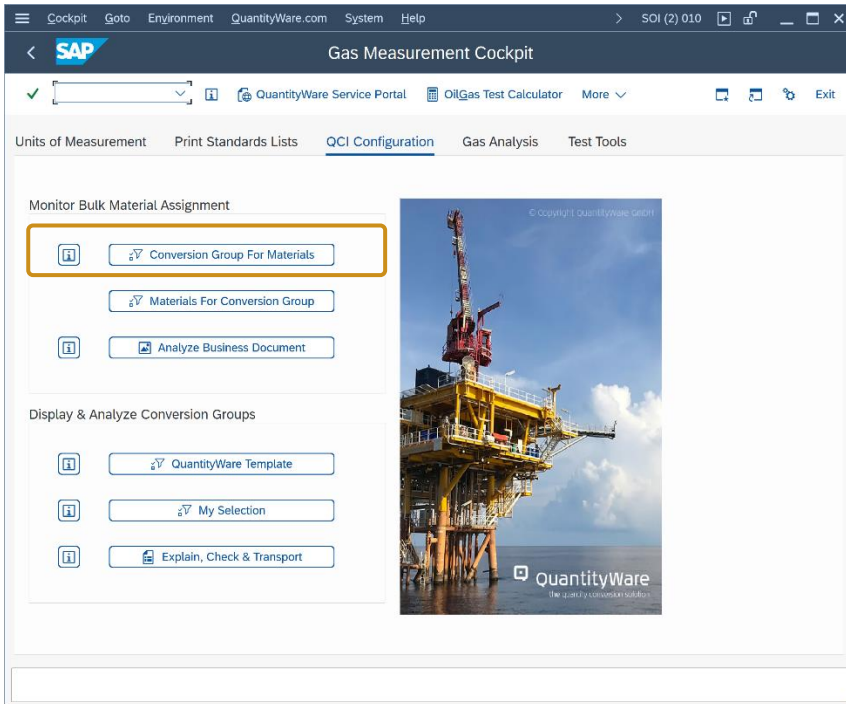 Cockpit Goto Environment QuantityWare.com System Help SOI (2) 010
SAP Gas Measurement Cockpit
QuantityWare Service Portal OilGas Test Calculator More Exit
Units of Measurement Print Standards Lists QCI Configuration Gas Analysis Test Tools
Monitor Bulk Material Assignment
© copyright QuantityWare GmbH
Conversion Group For Materials
Materials For Conversion Group
Analyze Business Document
Display & Analyze Conversion Groups
QuantityWare Template
My Selection
Explain, Check & Transport
QuantityWare
the quantity conversion solution